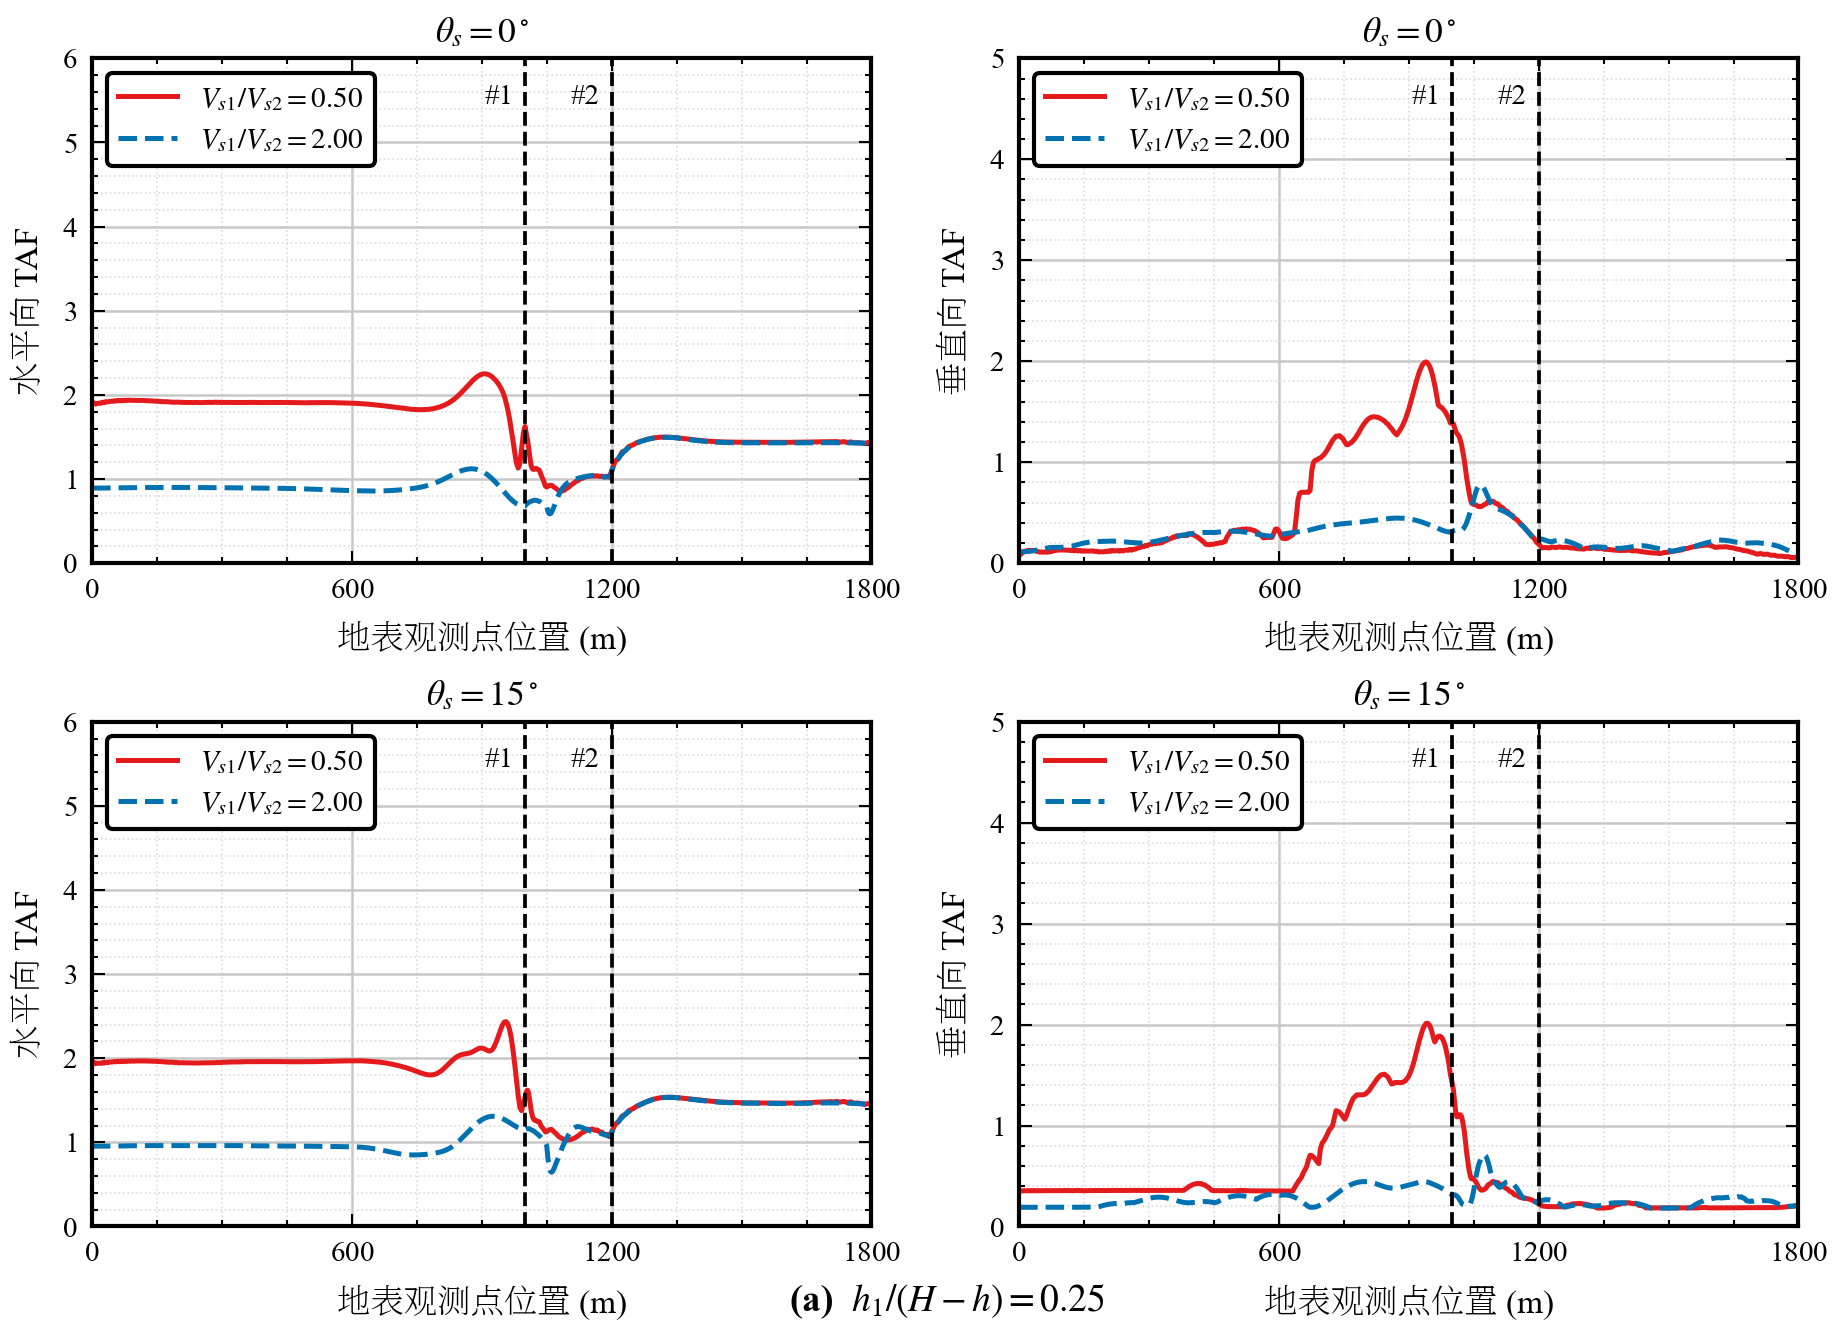 θs = 0°
6
5
4
3
2
1
0
水平向 TAF
Vs1/Vs2 = 0.50
Vs1/Vs2 = 2.00
#1
#2
0 600 1200 1800
地表观测点位置 (m)
θs = 0°
5
4
3
2
1
0
垂直向 TAF
Vs1/Vs2 = 0.50
Vs1/Vs2 = 2.00
#1
#2
0 600 1200 1800
地表观测点位置 (m)
θs = 15°
6
5
4
3
2
1
0
水平向 TAF
Vs1/Vs2 = 0.50
Vs1/Vs2 = 2.00
#1
#2
0 600 1200 1800
地表观测点位置 (m)
θs = 15°
5
4
3
2
1
0
垂直向 TAF
Vs1/Vs2 = 0.50
Vs1/Vs2 = 2.00
#1
#2
0 600 1200 1800
地表观测点位置 (m)
(a) h1/(H − h) = 0.25